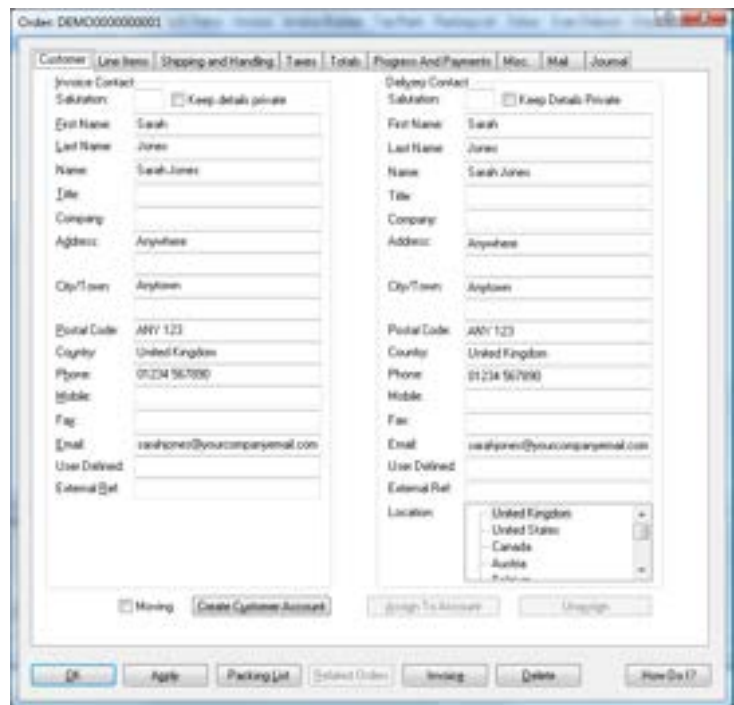 Order: DEMO0000000001
Customer Line Items Shipping and Handling Taxes Totals Progress And Payments Misc. Mail Journal
Invoice Contact
Salutation: Keep details private
First Name: Sarah
Last Name: Jones
Name: Sarah Jones
Title:
Company:
Address: Anywhere
City/Town: Anytown
Postal Code: ANY 123
Country: United Kingdom
Phone: 01234 567890
Mobile:
Fax:
Email: sarahjones@yourcompanyemail.com
User Defined:
External Ref:
Moving Create Customer Account
Delivery Contact
Salutation: Keep Details Private
First Name: Sarah
Last Name: Jones
Name: Sarah Jones
Title:
Company:
Address: Anywhere
City/Town: Anytown
Postal Code: ANY 123
Country: United Kingdom
Phone: 01234 567890
Mobile:
Fax:
Email: sarahjones@yourcompanyemail.com
User Defined:
External Ref:
Location: United Kingdom
United States
Canada
Austria
Assign To Account Unassign
OK Apply Packing List Related Orders Invoice Delete How Do I?